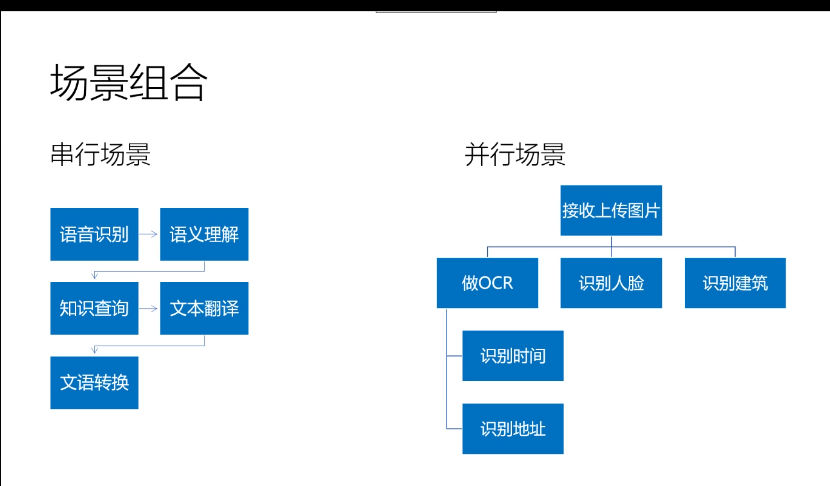 场景组合
串行场景
语音识别
语义理解
知识查询
文本翻译
文语转换
并行场景
接收上传图片
做OCR
识别人脸
识别建筑
识别时间
识别地址